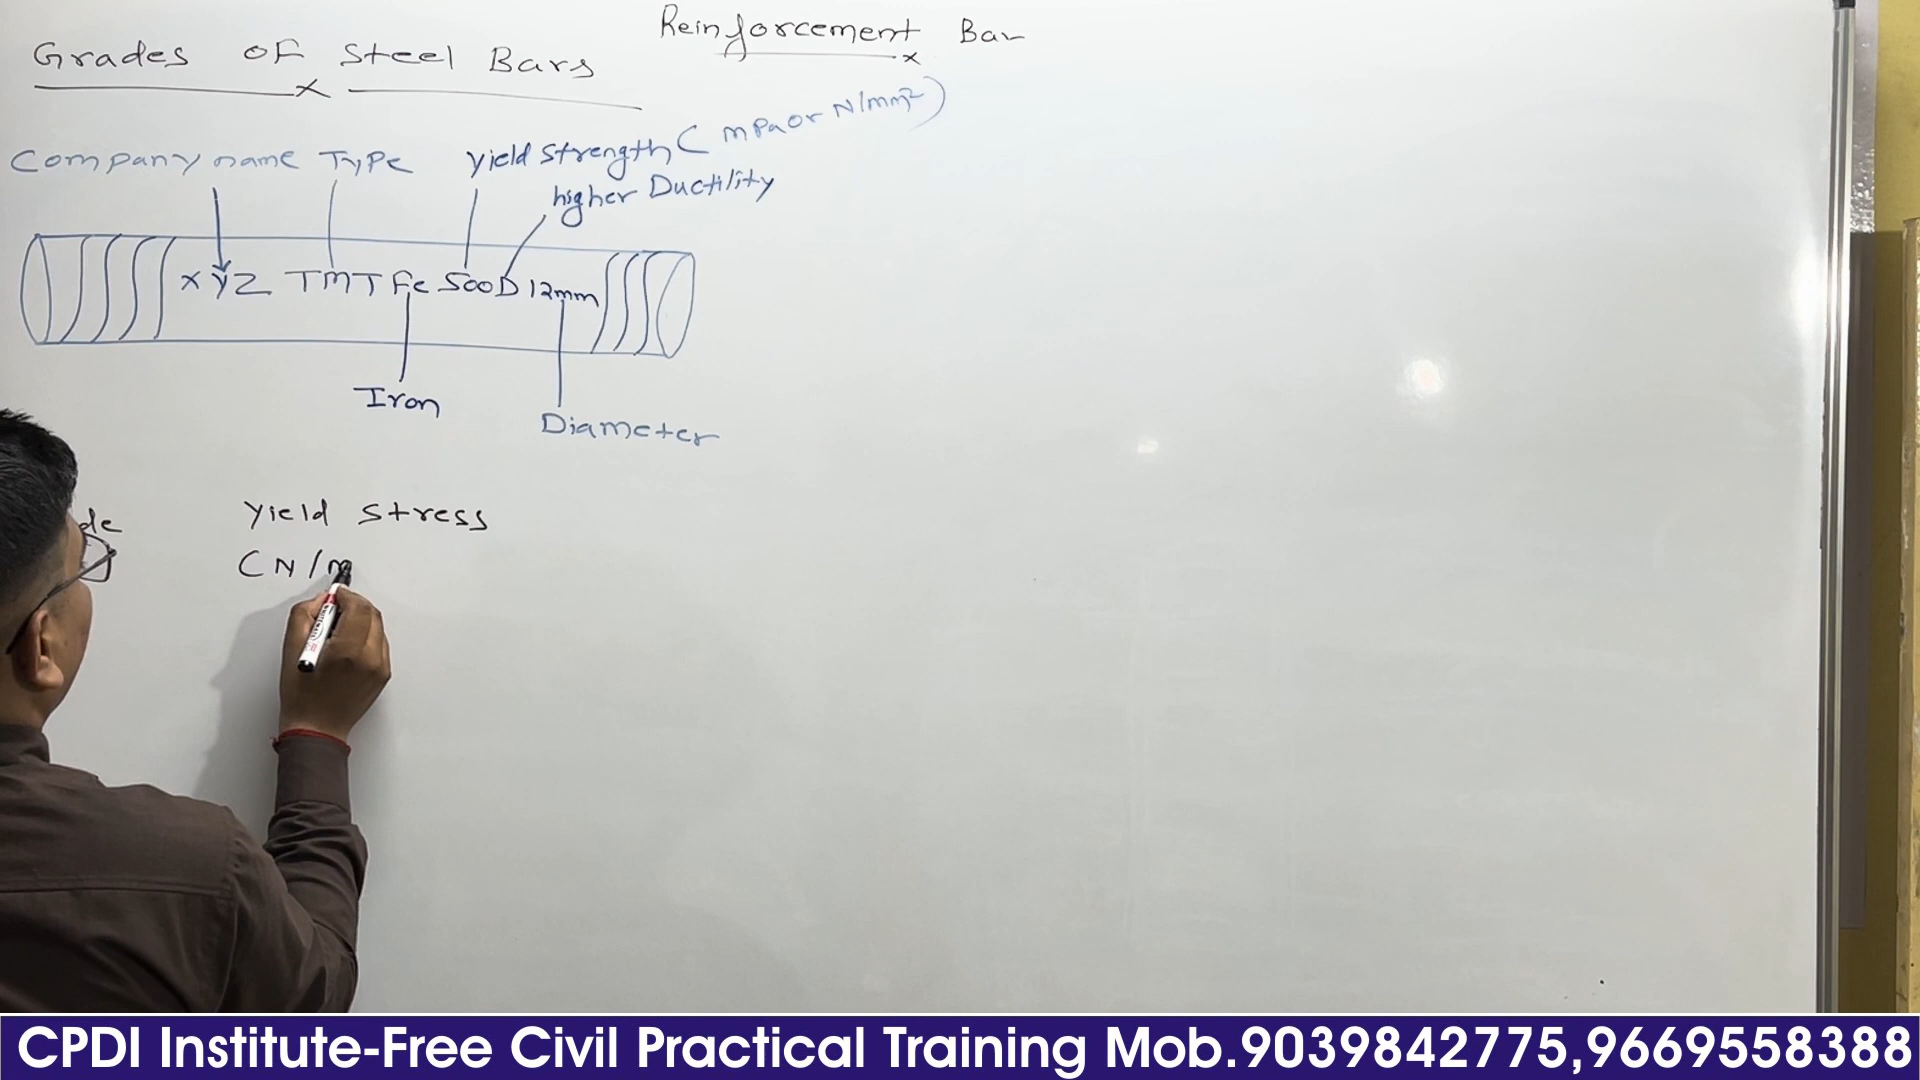 Reinforcement Bar
Grades OF Steel Bars
Company name Type yield strength (mpa or N/mm²)
higher Ductility
XYZ TMT Fe 500D 12mm
Iron
Diameter
yield stress
(N/m
CPDI Institute-Free Civil Practical Training Mob.9039842775,9669558388